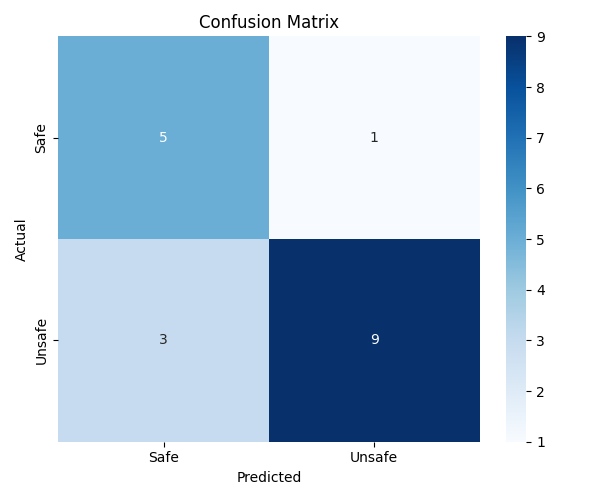 Confusion Matrix
Safe
Unsafe
Actual
5
1
3
9
Safe
Unsafe
Predicted
9
8
7
6
5
4
3
2
1